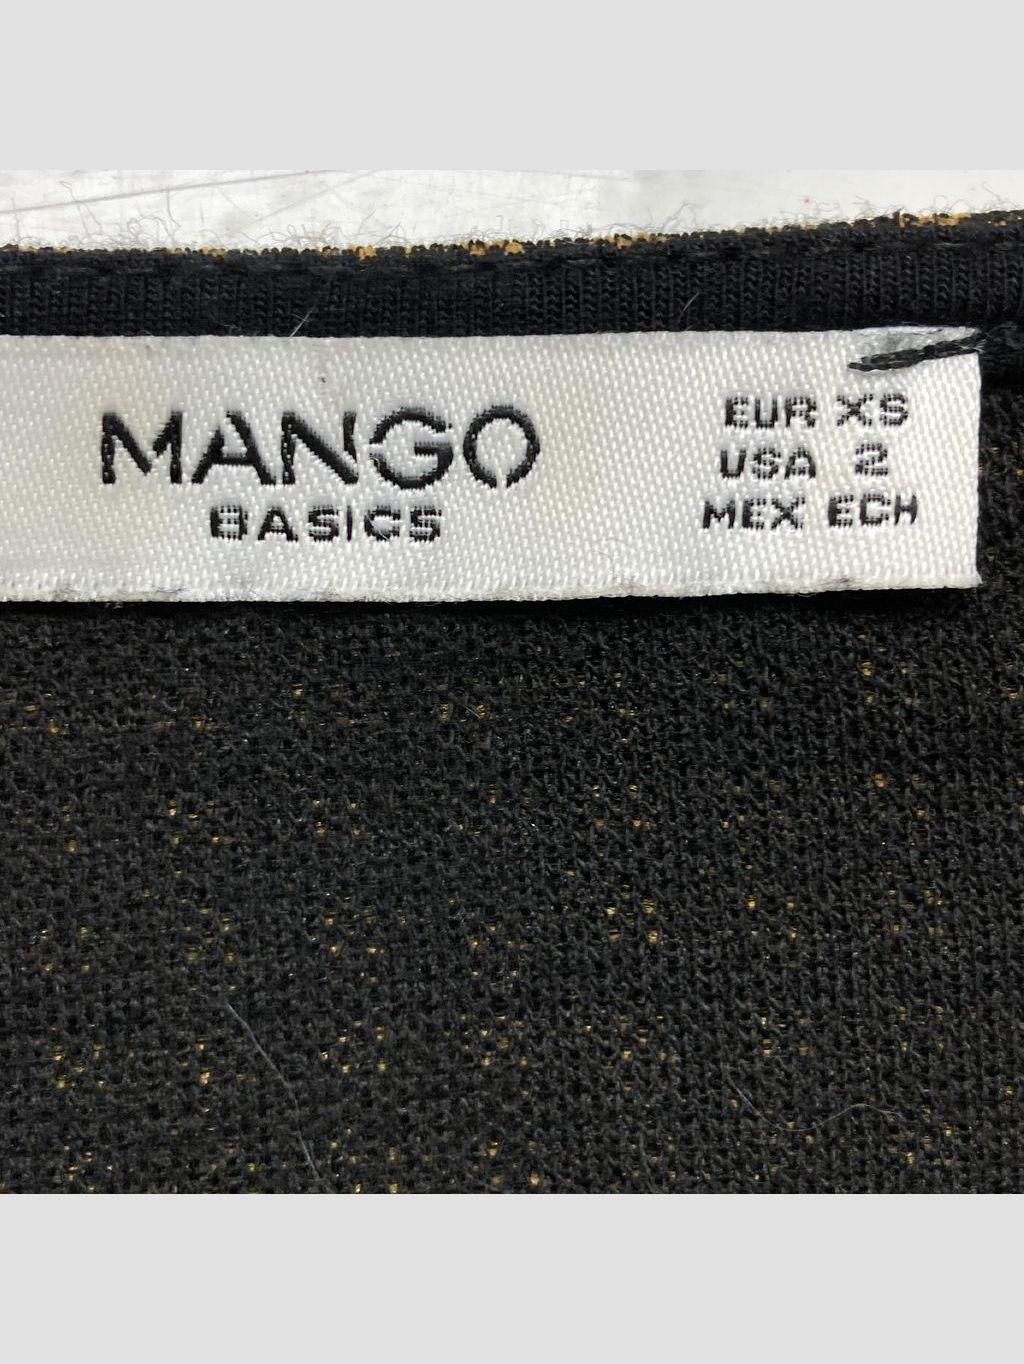 MANGO
BASICS
EUR XS
USA 2
MEX ECH